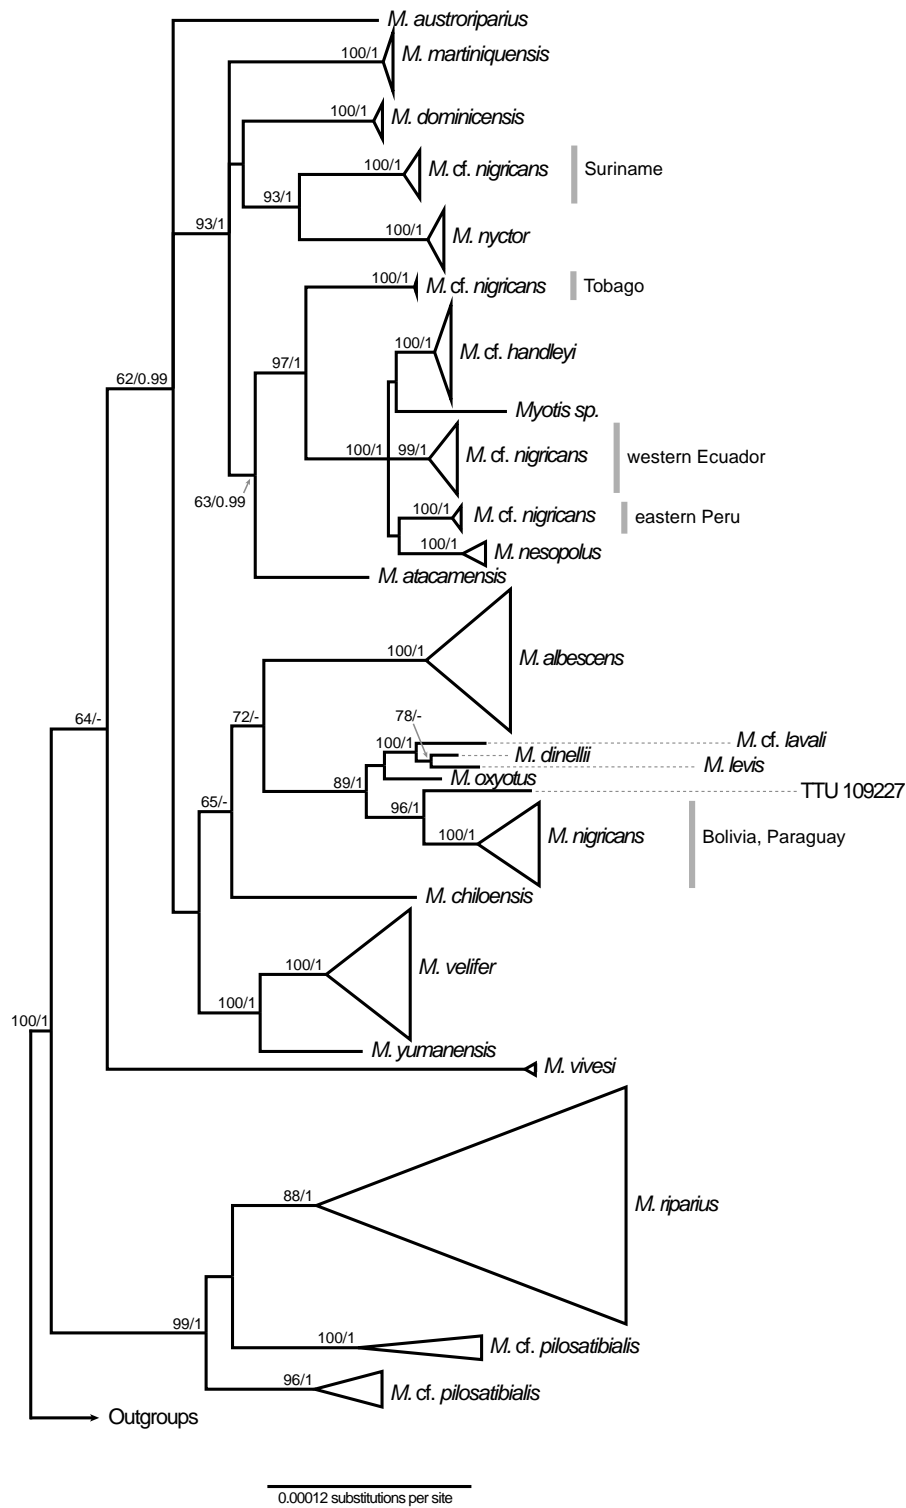 M. austroriparius
100/1
M. martiniquensis
100/1
M. dominicensis
100/1
M. cf. nigricans
Suriname
93/1
93/1
100/1
M. nyctor
100/1
M. cf. nigricans
Tobago
100/1
M. cf. handleyi
97/1
62/0.99
Myotis sp.
100/1
99/1
M. cf. nigricans
western Ecuador
63/0.99
100/1
M. cf. nigricans
eastern Peru
100/1
M. nesopolus
M. atacamensis
100/1
M. albescens
64/-
72/-
78/-
100/1
M. cf. lavali
M. dinellii
M. levis
89/1
M. oxyotus
TTU 109227
65/-
96/1
100/1
M. nigricans
Bolivia, Paraguay
M. chiloensis
100/1
M. velifer
100/1
100/1
M. yumanensis
M. vivesi
88/1
M. riparius
99/1
100/1
M. cf. pilosatibialis
96/1
M. cf. pilosatibialis
Outgroups
0.00012 substitutions per site